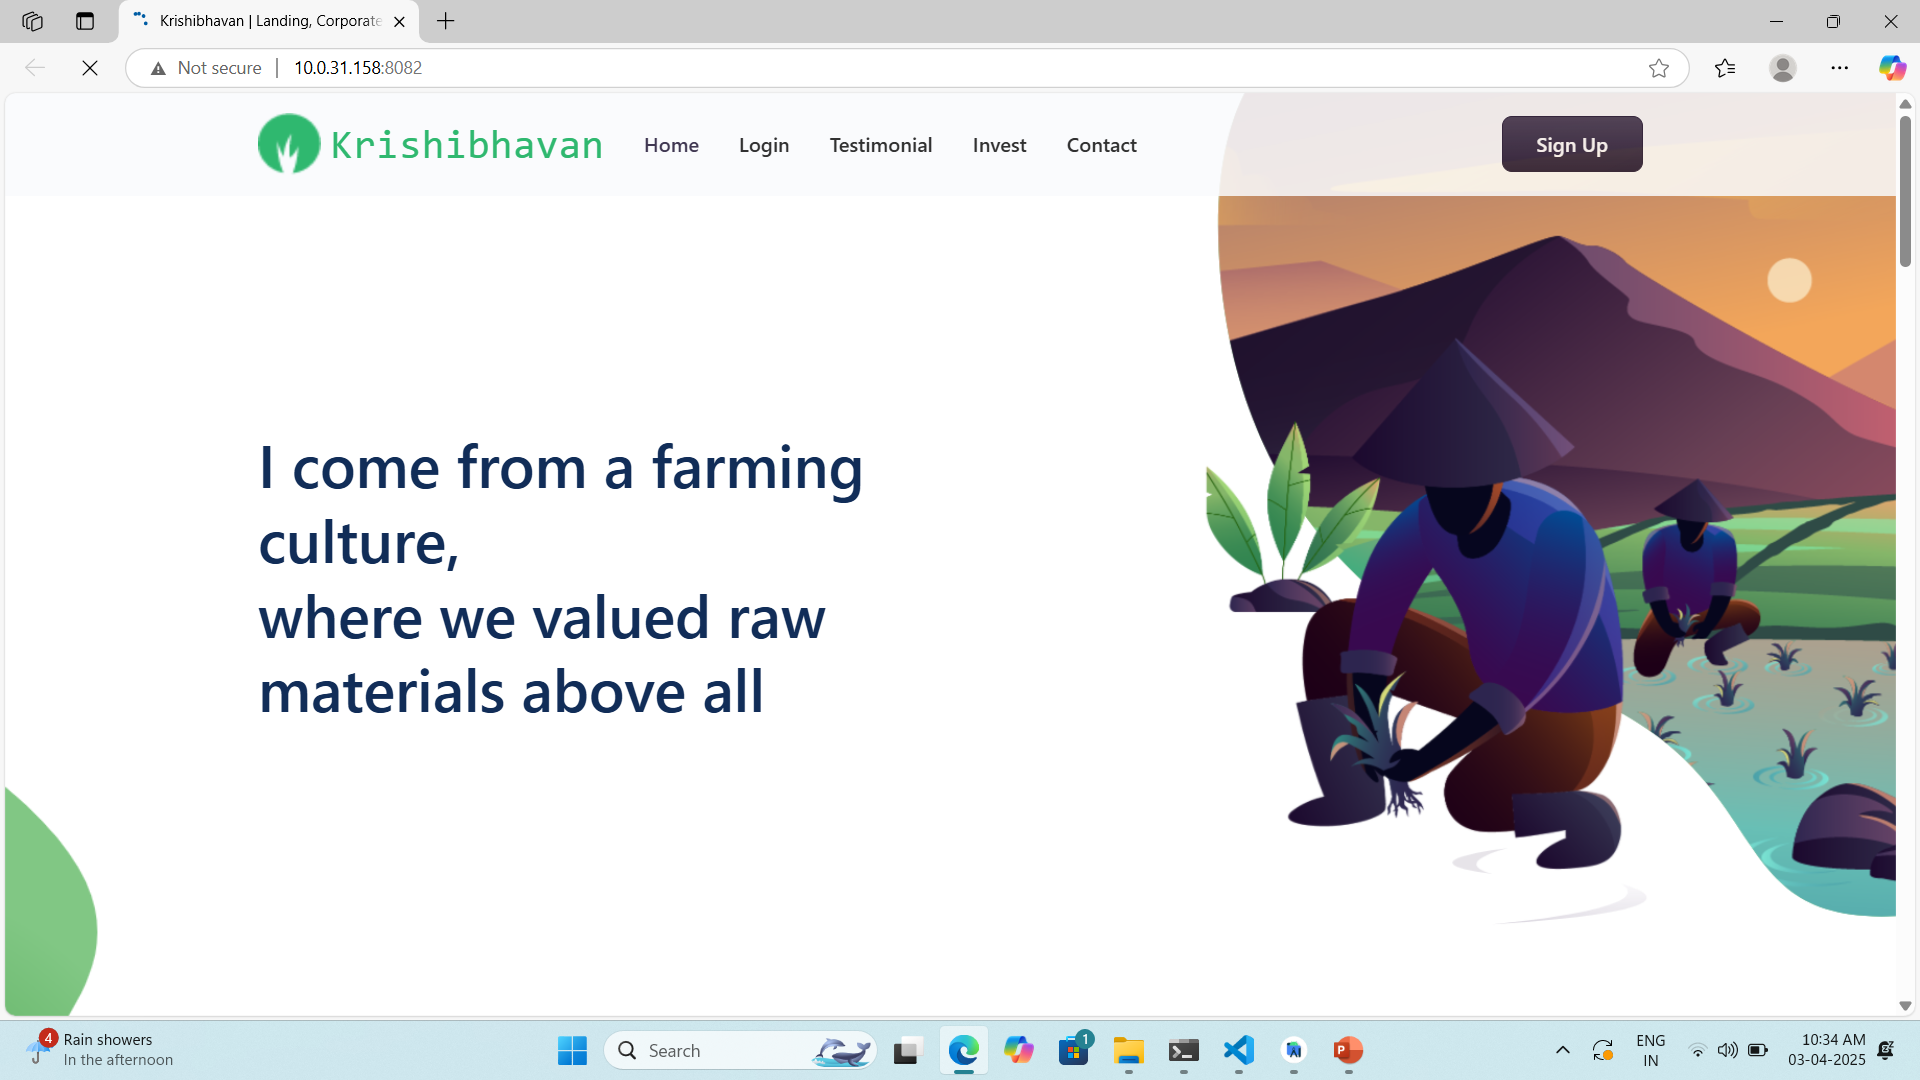 Krishibhavan | Landing, Corporate
Not secure
10.0.31.158:8082
Krishibhavan
Home
Login
Testimonial
Invest
Contact
Sign Up
I come from a farming
culture,
where we valued raw
materials above all
4
Rain showers
In the afternoon
Search
1
P
ENG
IN
10:34 AM
03-04-2025